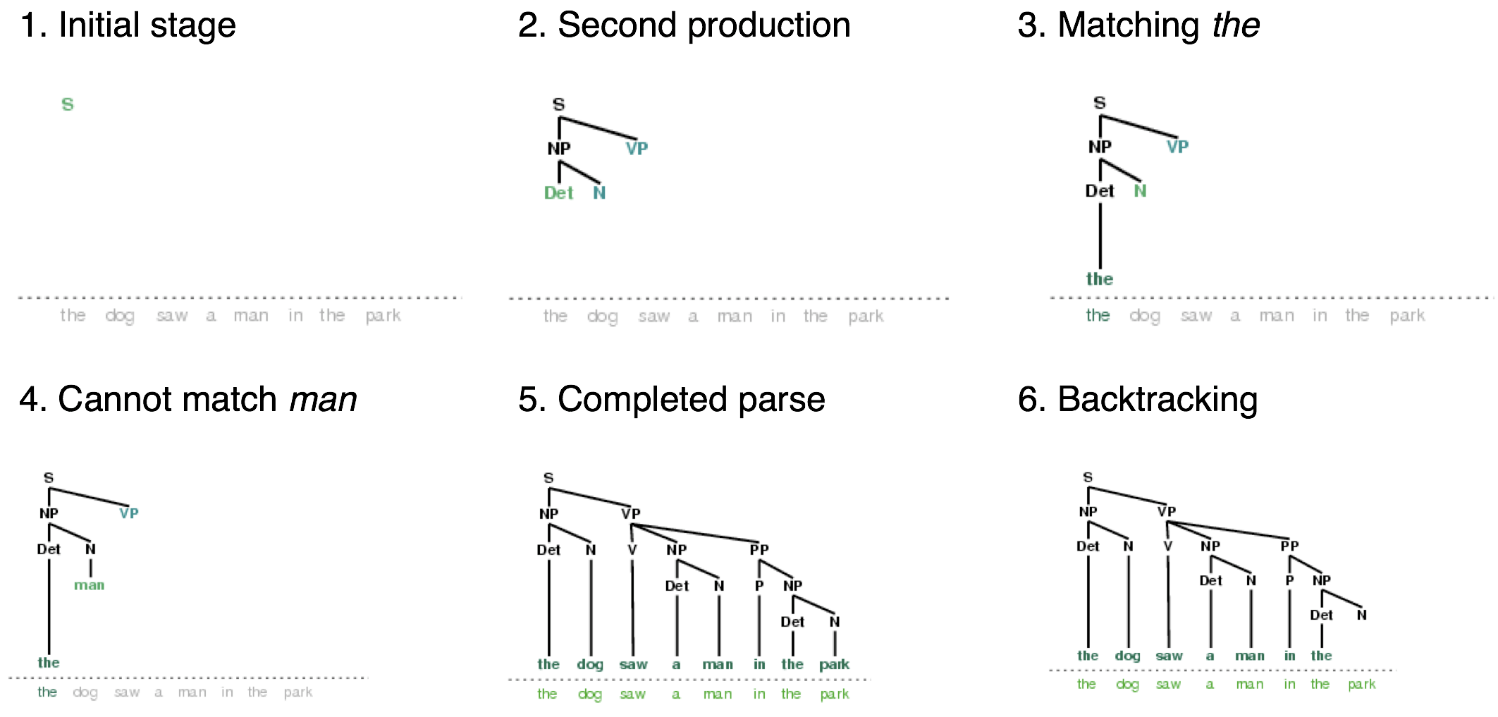 1. Initial stage
S
the dog saw a man in the park
2. Second production
S
NP VP
Det N
the dog saw a man in the park
3. Matching the
S
NP VP
Det N
the
the dog saw a man in the park
4. Cannot match man
S
NP VP
Det N
man
the
the dog saw a man in the park
5. Completed parse
S
NP VP
Det N V NP PP
Det N P NP
Det N
the dog saw a man in the park
the dog saw a man in the park
6. Backtracking
S
NP VP
Det N V NP PP
Det N P NP
Det N
the dog saw a man in the
the dog saw a man in the park